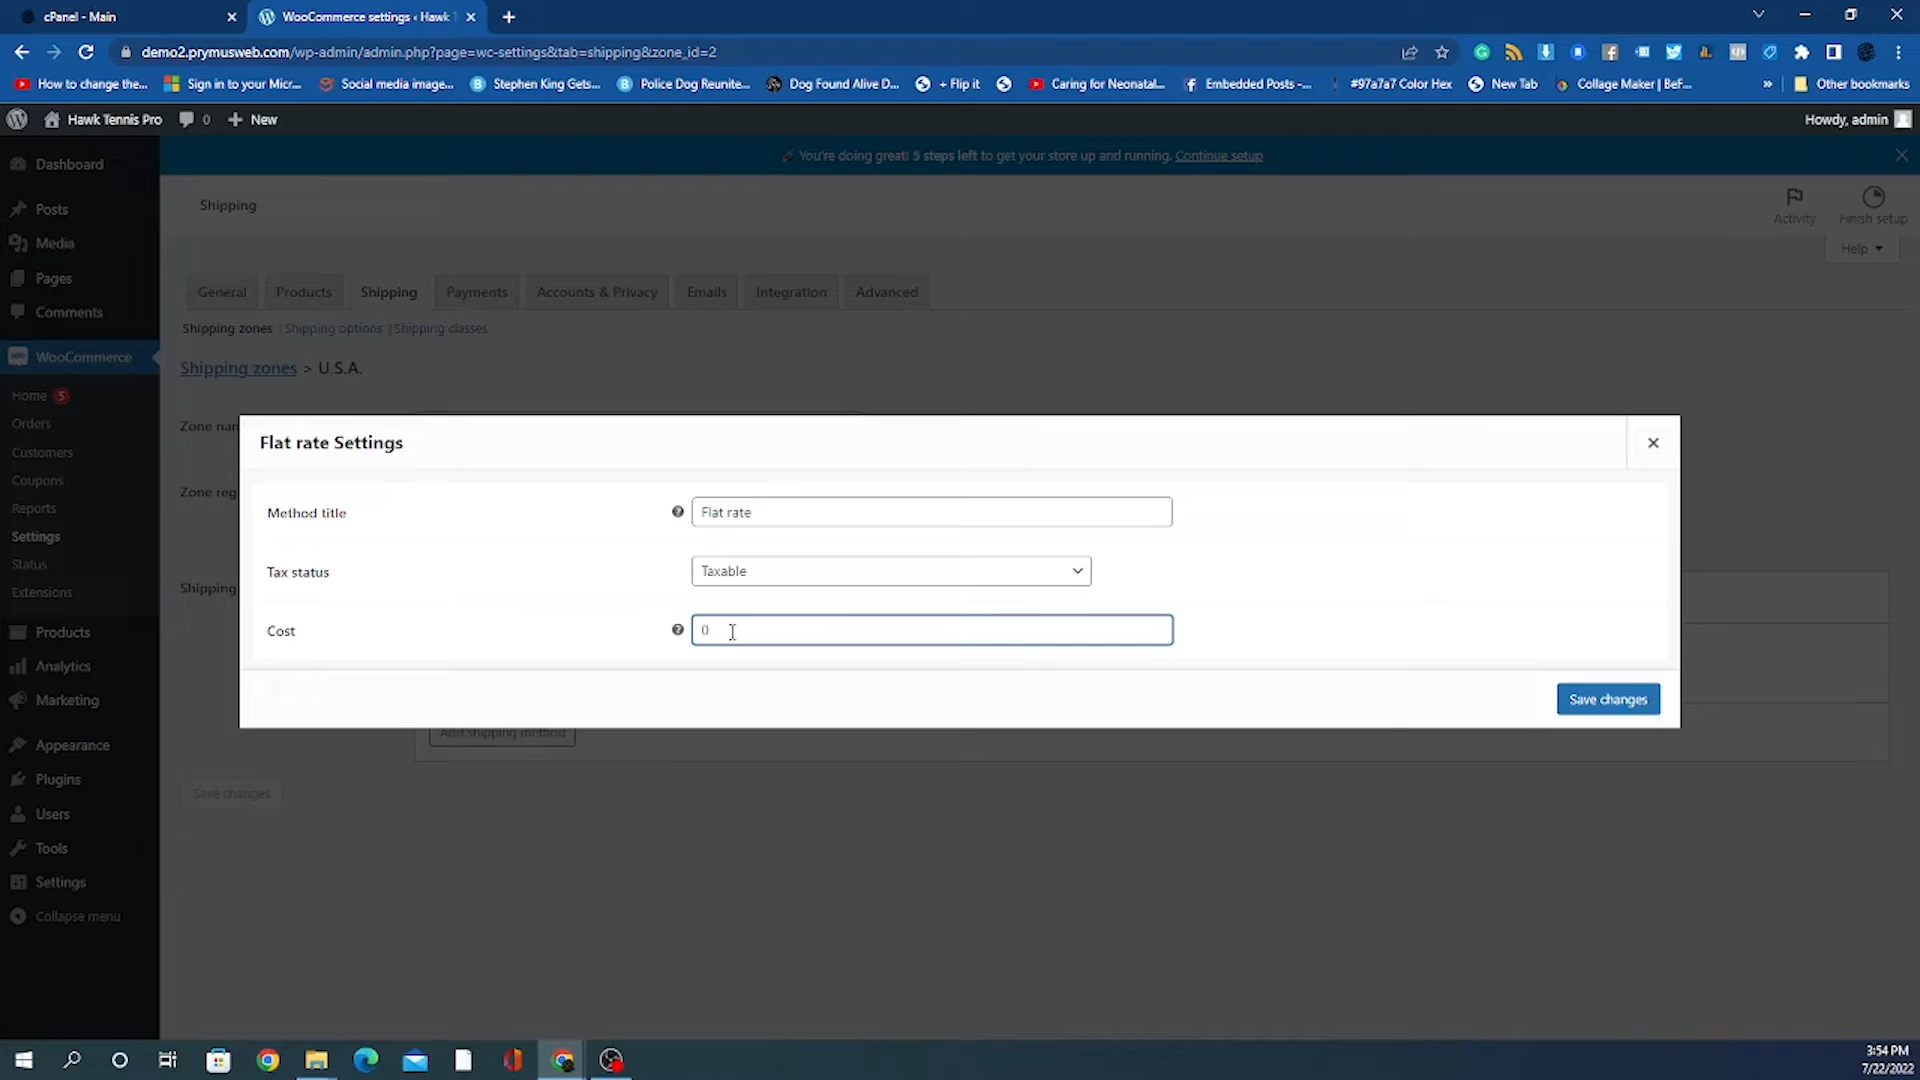 cPanel - Main
WooCommerce settings ‹ Hawk T
demo2.prymusweb.com/wp-admin/admin.php?page=wc-settings&tab=shipping&zone_id=2
How to change the...
Sign in to your Micr...
Social media image...
Stephen King Gets...
Police Dog Reunite...
Dog Found Alive D...
+ Flip it
Caring for Neonatal...
Embedded Posts -...
#97a7a7 Color Hex
New Tab
Collage Maker | BeF...
»
Other bookmarks
Hawk Tennis Pro
0
+ New
Howdy, admin
You're doing great! 5 steps left to get your store up and running. Continue setup
Dashboard
Posts
Media
Pages
Comments
WooCommerce
Home 5
Orders
Customers
Coupons
Reports
Settings
Status
Extensions
Products
Analytics
Marketing
Appearance
Plugins
Users
Tools
Settings
Collapse menu
Shipping
Activity
Finish setup
Help
General
Products
Shipping
Payments
Accounts & Privacy
Emails
Integration
Advanced
Shipping zones | Shipping options | Shipping classes
Shipping zones > U.S.A.
Zone nam
Zone reg
Shipping
Flat rate Settings
Method title
Flat rate
Tax status
Taxable
Cost
0
Save changes
Add shipping method
Save changes
3:54 PM
7/22/2022